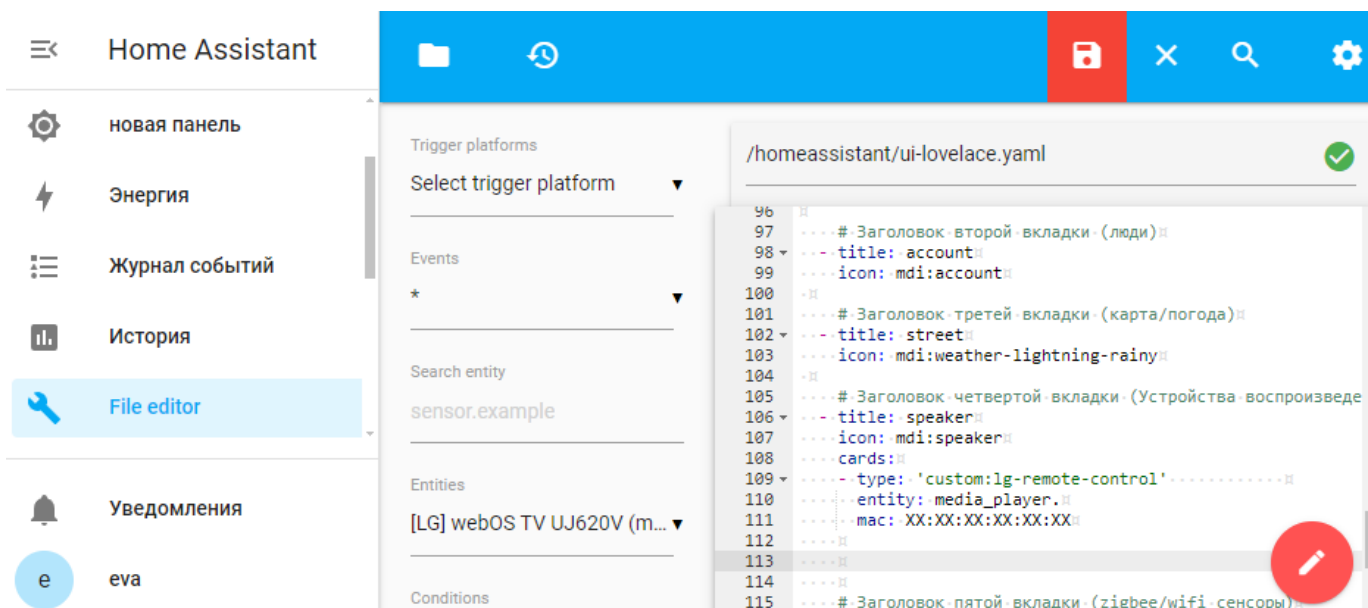 Home Assistant
новая панель
Энергия
Журнал событий
История
File editor
Уведомления
e
eva
Trigger platforms
Select trigger platform
Events
*
Search entity
sensor.example
Entities
[LG] webOS TV UJ620V (m...
Conditions
/homeassistant/ui-lovelace.yaml
96
97 # Заголовок второй вкладки (люди)
98 - title: account
99 icon: mdi:account
100
101 # Заголовок третей вкладки (карта/погода)
102 - title: street
103 icon: mdi:weather-lightning-rainy
104
105 # Заголовок четвертой вкладки (Устройства воспроизведе
106 - title: speaker
107 icon: mdi:speaker
108 cards:
109 - type: 'custom:lg-remote-control'
110 entity: media_player.
111 mac: XX:XX:XX:XX:XX:XX
112
113
114
115 # Заголовок пятой вкладки (zigbee/wifi сенсоры)